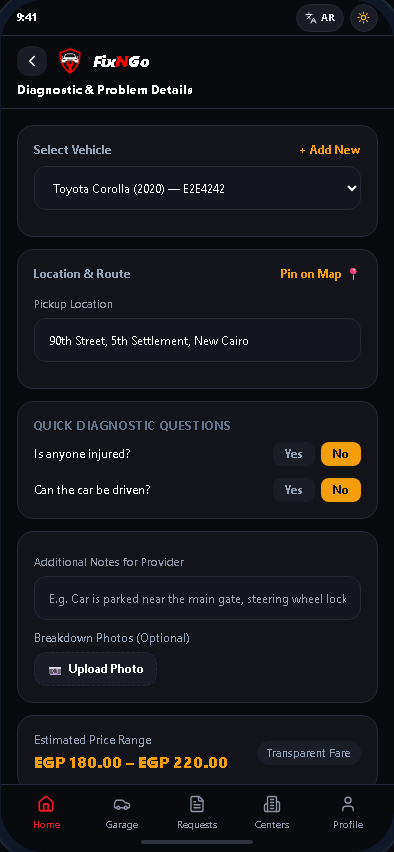 9:41
AR
FixNGo
Diagnostic & Problem Details
Select Vehicle
+ Add New
Toyota Corolla (2020) — E2E4242
Location & Route
Pin on Map
Pickup Location
90th Street, 5th Settlement, New Cairo
QUICK DIAGNOSTIC QUESTIONS
Is anyone injured?
Yes
No
Can the car be driven?
Yes
No
Additional Notes for Provider
E.g. Car is parked near the main gate, steering wheel lock
Breakdown Photos (Optional)
Upload Photo
Estimated Price Range
EGP 180.00 – EGP 220.00
Transparent Fare
Home
Garage
Requests
Centers
Profile